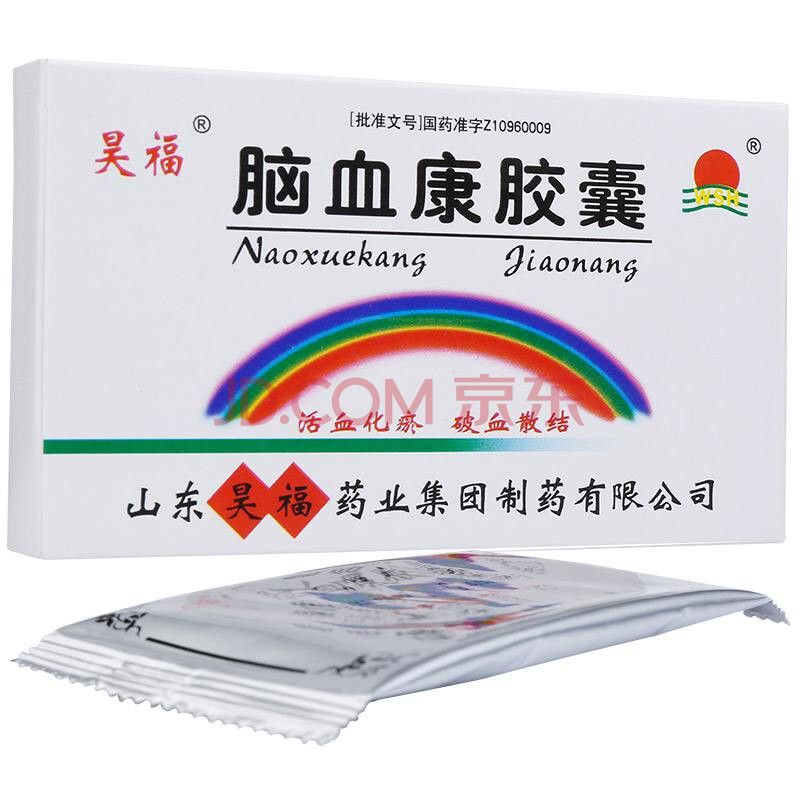 [批准文号]国药准字Z10960009
昊福®
脑血康胶囊
®
WSH
Naoxuekang Jiaonang
JD.COM 京东
活血化瘀 破血散结
山东昊福药业集团制药有限公司